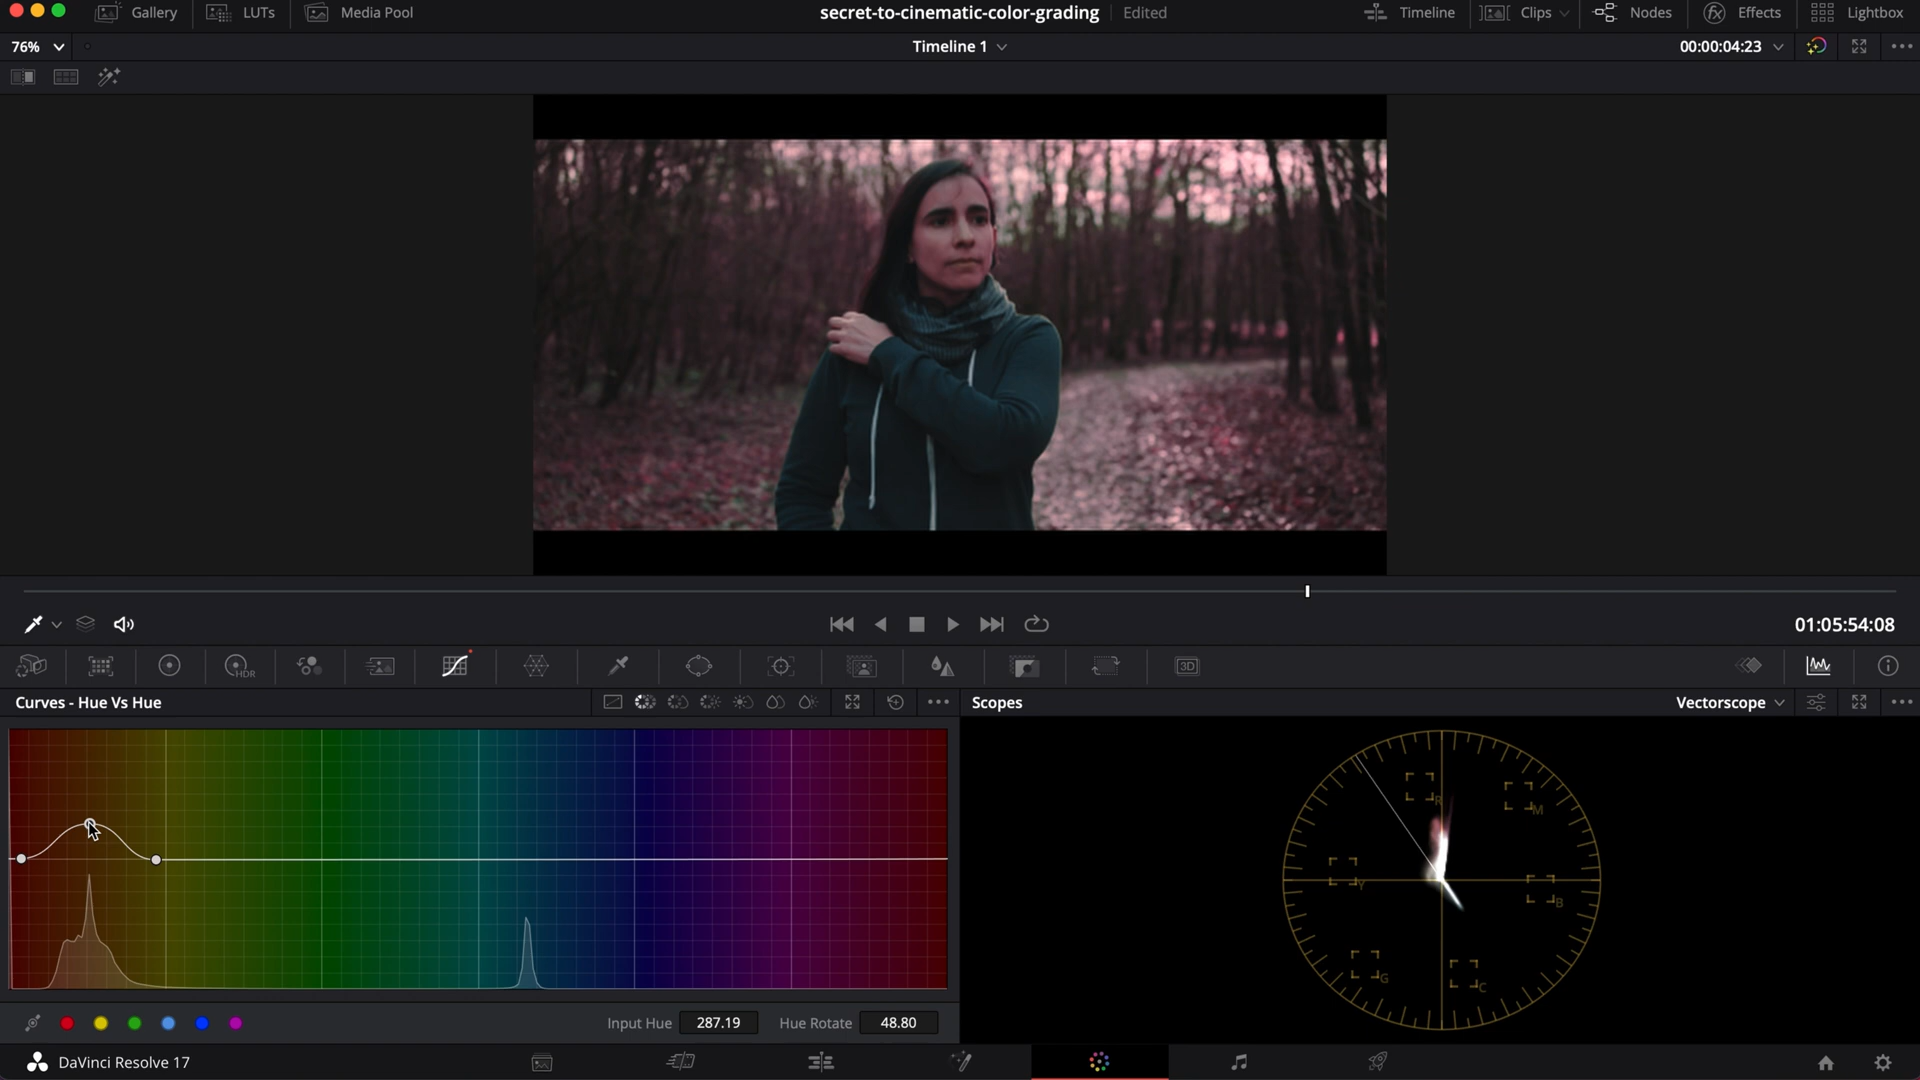 Gallery LUTs Media Pool secret-to-cinematic-color-grading Edited Timeline Clips Nodes Effects Lightbox
76% Timeline 1 00:00:04:23
01:05:54:08
HDR 3D
Curves - Hue Vs Hue Scopes Vectorscope
R
M
Y
B
G
C
Input Hue 287.19 Hue Rotate 48.80
DaVinci Resolve 17